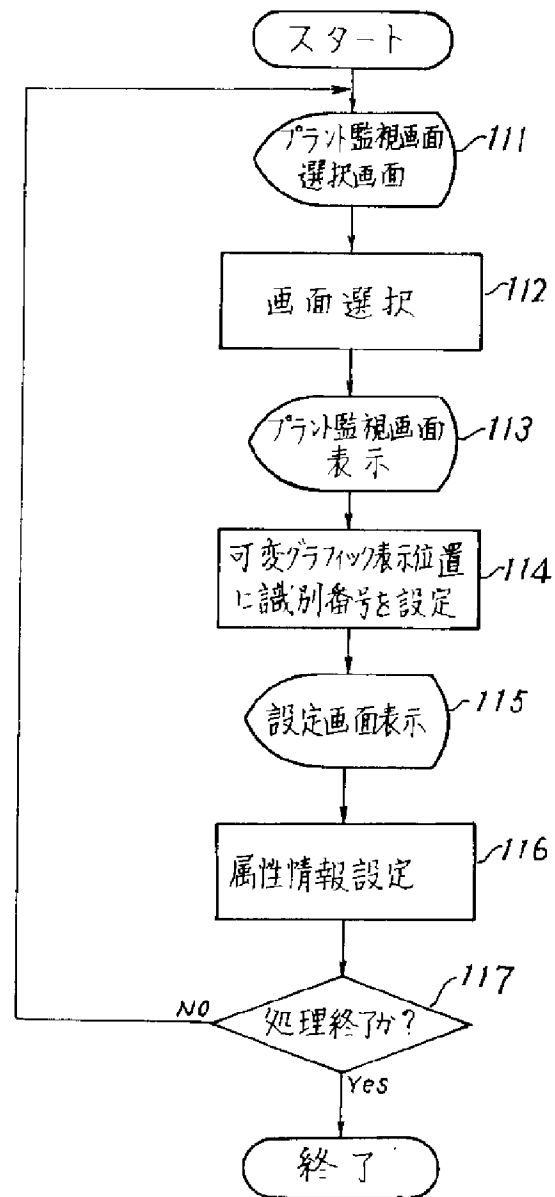 スタート
プラント監視画面
選択画面
111
画面選択
112
プラント監視画面
表示
113
可変グラフィック表示位置
に識別番号を設定
114
設定画面表示
115
属性情報設定
116
処理終了か?
117
NO
Yes
終了